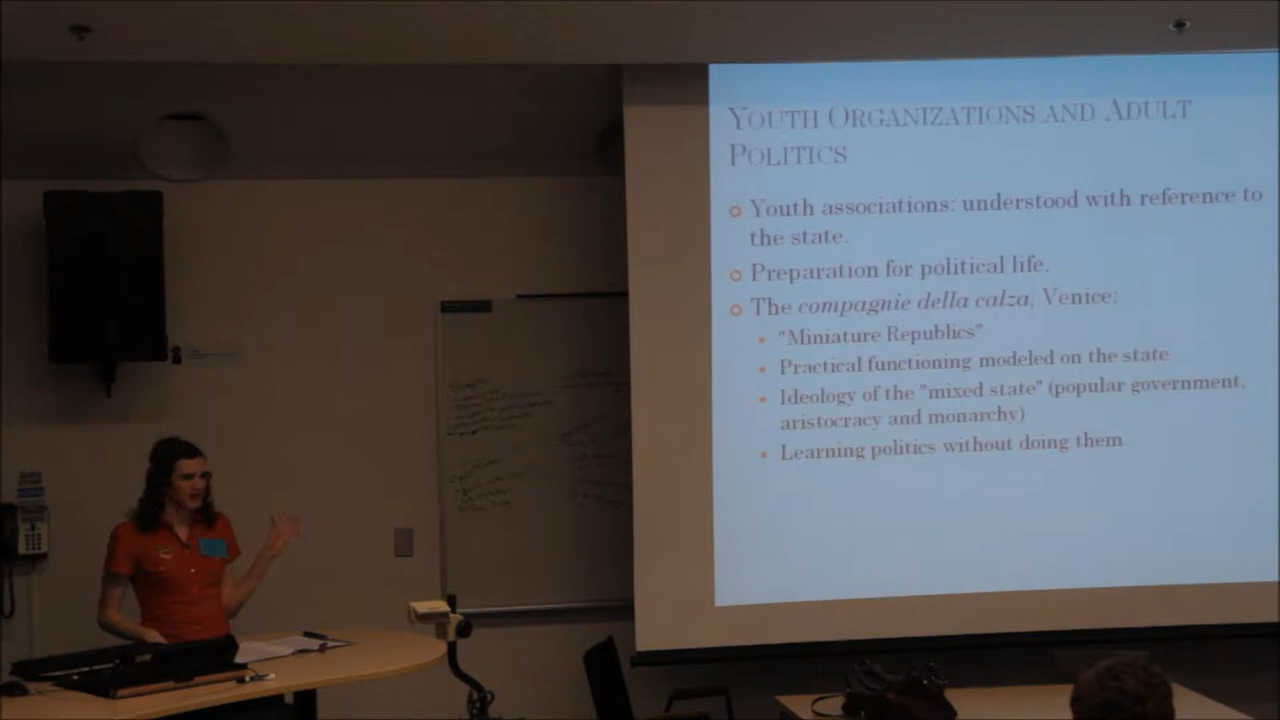 YOUTH ORGANIZATIONS AND ADULT
POLITICS
Youth associations: understood with reference to
the state.
Preparation for political life.
The compagnie della calza, Venice:
"Miniature Republics"
Practical functioning modeled on the state
Ideology of the "mixed state" (popular government,
aristocracy and monarchy)
Learning politics without doing them